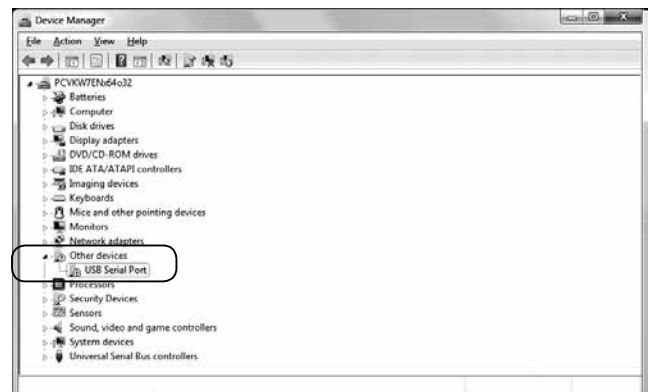 Device Manager
File Action View Help
PCVKW7ENx64o32
Batteries
Computer
Disk drives
Display adapters
DVD/CD-ROM drives
IDE ATA/ATAPI controllers
Imaging devices
Keyboards
Mice and other pointing devices
Monitors
Network adapters
Other devices
USB Serial Port
Processors
Security Devices
Sensors
Sound, video and game controllers
System devices
Universal Serial Bus controllers